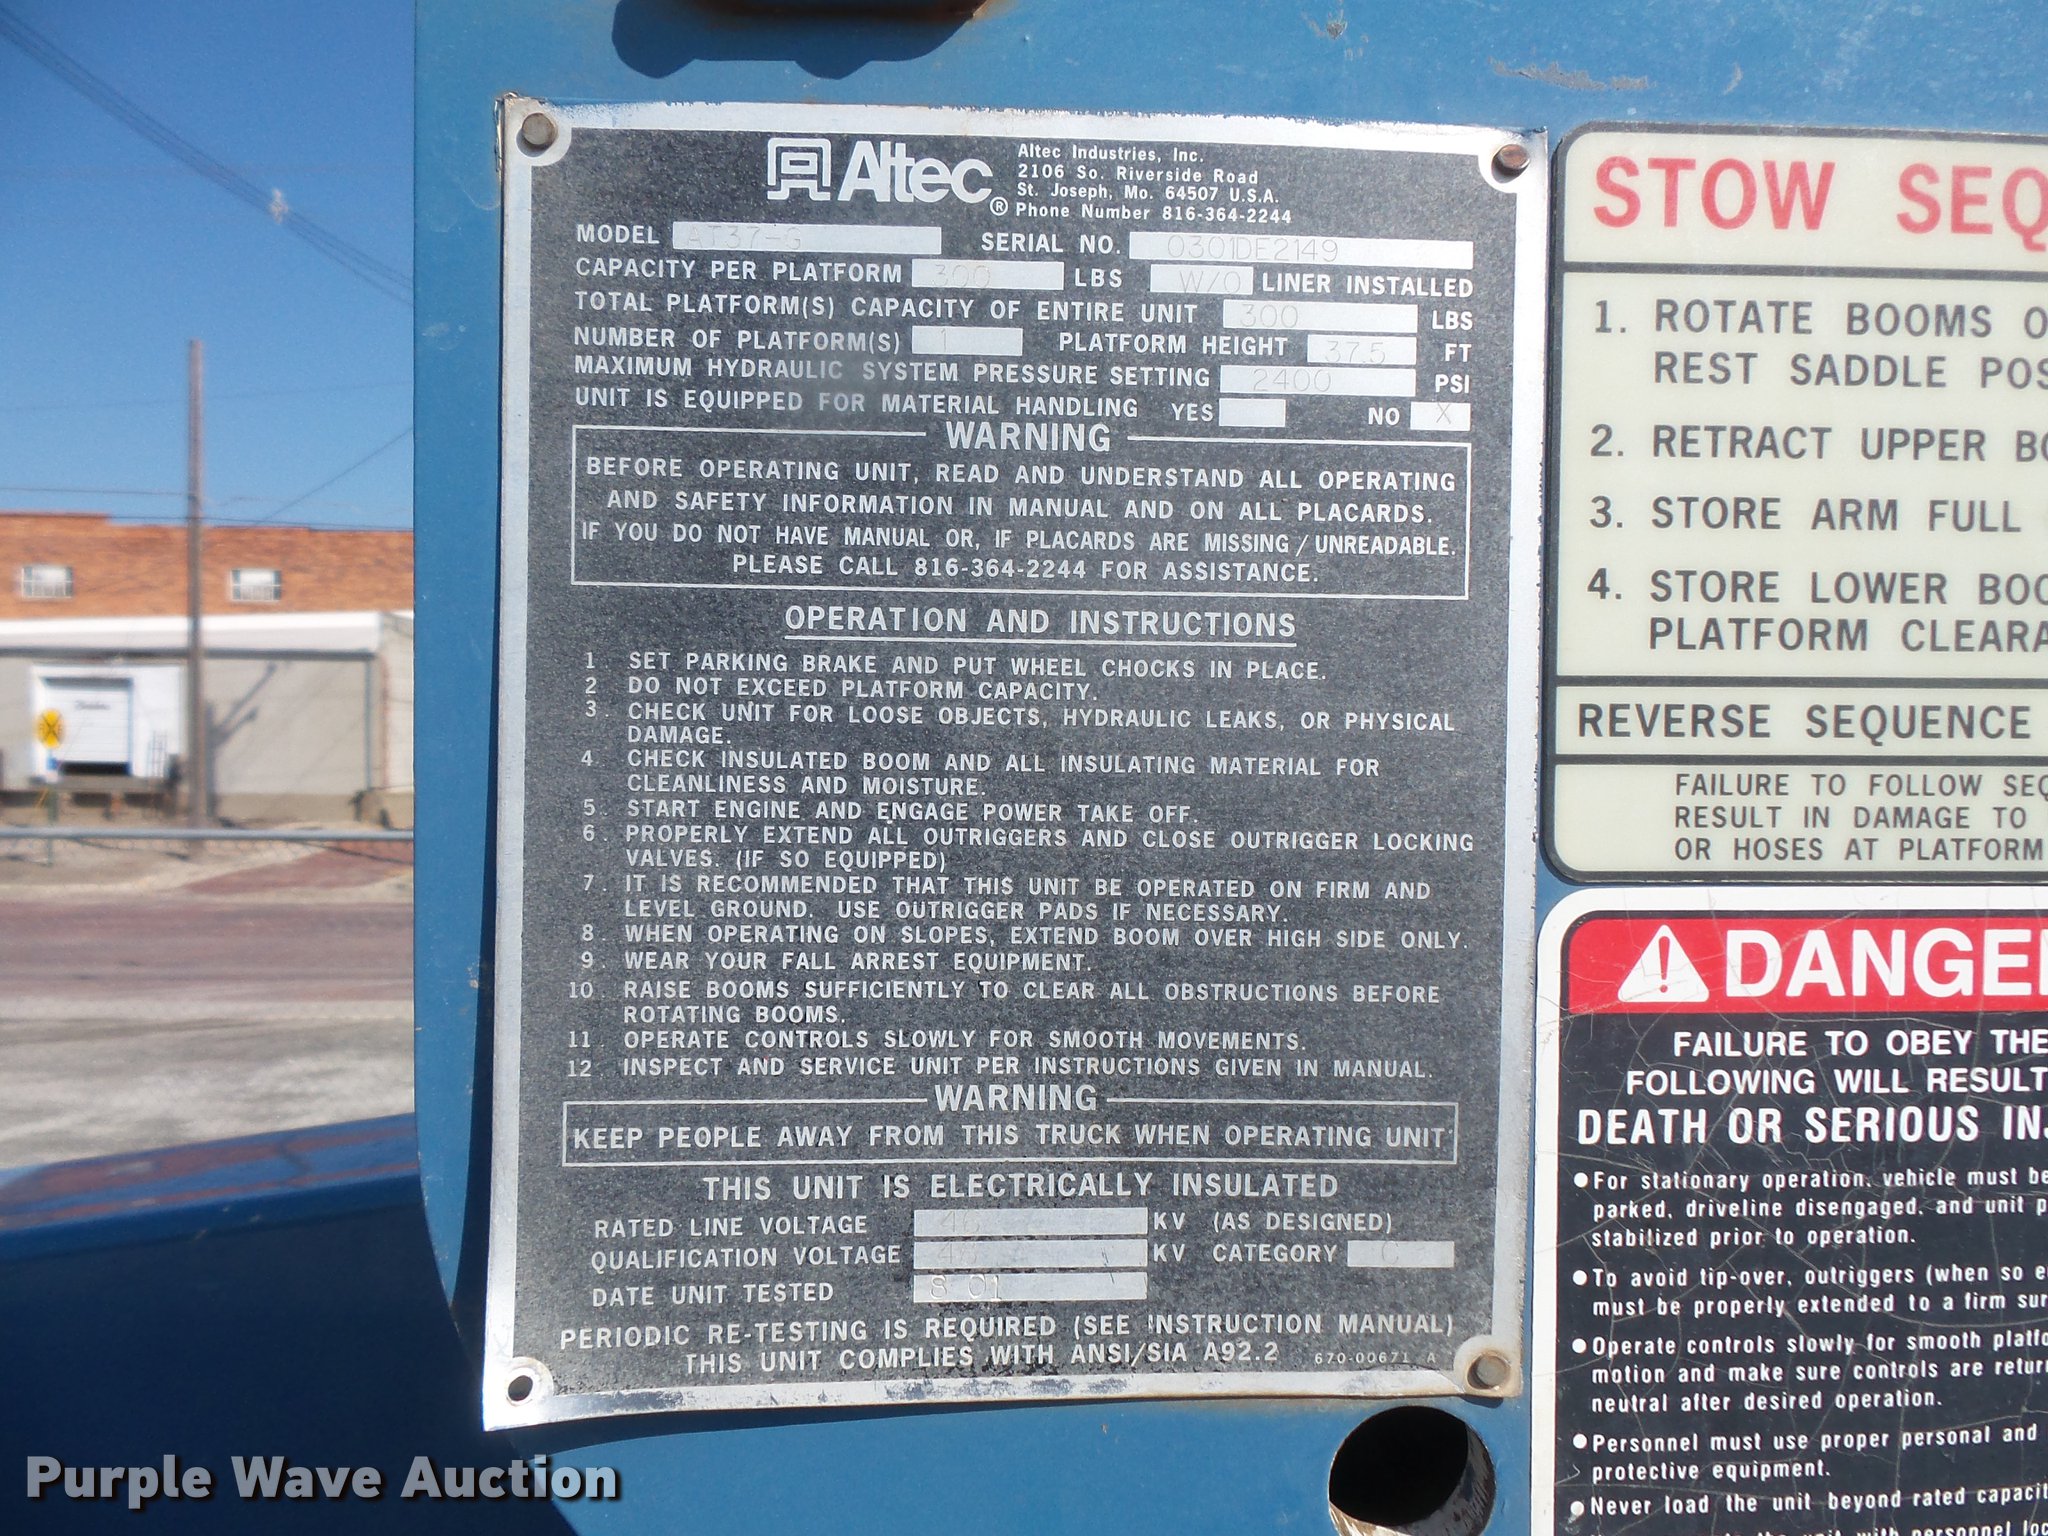 Altec ®
Altec Industries, Inc.
2106 So. Riverside Road
St. Joseph, Mo. 64507 U.S.A.
Phone Number 816-364-2244
MODEL AT37-G SERIAL NO. 0301DE2149
CAPACITY PER PLATFORM 300 LBS W/O LINER INSTALLED
TOTAL PLATFORM(S) CAPACITY OF ENTIRE UNIT 300 LBS
NUMBER OF PLATFORM(S) 1 PLATFORM HEIGHT 37.5 FT
MAXIMUM HYDRAULIC SYSTEM PRESSURE SETTING 2400 PSI
UNIT IS EQUIPPED FOR MATERIAL HANDLING YES NO X
WARNING
BEFORE OPERATING UNIT, READ AND UNDERSTAND ALL OPERATING
AND SAFETY INFORMATION IN MANUAL AND ON ALL PLACARDS.
IF YOU DO NOT HAVE MANUAL OR, IF PLACARDS ARE MISSING/UNREADABLE.
PLEASE CALL 816-364-2244 FOR ASSISTANCE.
OPERATION AND INSTRUCTIONS
1. SET PARKING BRAKE AND PUT WHEEL CHOCKS IN PLACE.
2 DO NOT EXCEED PLATFORM CAPACITY.
3. CHECK UNIT FOR LOOSE OBJECTS, HYDRAULIC LEAKS, OR PHYSICAL
DAMAGE.
4. CHECK INSULATED BOOM AND ALL INSULATING MATERIAL FOR
CLEANLINESS AND MOISTURE.
5. START ENGINE AND ENGAGE POWER TAKE OFF.
6. PROPERLY EXTEND ALL OUTRIGGERS AND CLOSE OUTRIGGER LOCKING
VALVES. (IF SO EQUIPPED)
7. IT IS RECOMMENDED THAT THIS UNIT BE OPERATED ON FIRM AND
LEVEL GROUND. USE OUTRIGGER PADS IF NECESSARY.
8. WHEN OPERATING ON SLOPES, EXTEND BOOM OVER HIGH SIDE ONLY.
9. WEAR YOUR FALL ARREST EQUIPMENT.
10. RAISE BOOMS SUFFICIENTLY TO CLEAR ALL OBSTRUCTIONS BEFORE
ROTATING BOOMS.
11. OPERATE CONTROLS SLOWLY FOR SMOOTH MOVEMENTS.
12. INSPECT AND SERVICE UNIT PER INSTRUCTIONS GIVEN IN MANUAL.
WARNING
KEEP PEOPLE AWAY FROM THIS TRUCK WHEN OPERATING UNIT
THIS UNIT IS ELECTRICALLY INSULATED
RATED LINE VOLTAGE 46 KV (AS DESIGNED)
QUALIFICATION VOLTAGE 46 KV CATEGORY C
DATE UNIT TESTED 8 01
PERIODIC RE-TESTING IS REQUIRED (SEE INSTRUCTION MANUAL)
THIS UNIT COMPLIES WITH ANSI/SIA A92.2 670-00671 A
STOW SEQ
1. ROTATE BOOMS O
REST SADDLE POS
2. RETRACT UPPER BO
3. STORE ARM FULL
4. STORE LOWER BOO
PLATFORM CLEARA
REVERSE SEQUENCE
FAILURE TO FOLLOW SEQ
RESULT IN DAMAGE TO
OR HOSES AT PLATFORM
DANGE
FAILURE TO OBEY THE
FOLLOWING WILL RESULT
DEATH OR SERIOUS INJ
● For stationary operation, vehicle must be
parked, driveline disengaged, and unit p
stabilized prior to operation.
● To avoid tip-over, outriggers (when so e
must be properly extended to a firm sur
● Operate controls slowly for smooth platfo
motion and make sure controls are retur
neutral after desired operation.
● Personnel must use proper personal and
protective equipment.
● Never load the unit beyond rated capacit
the unit with personnel loc
Purple Wave Auction